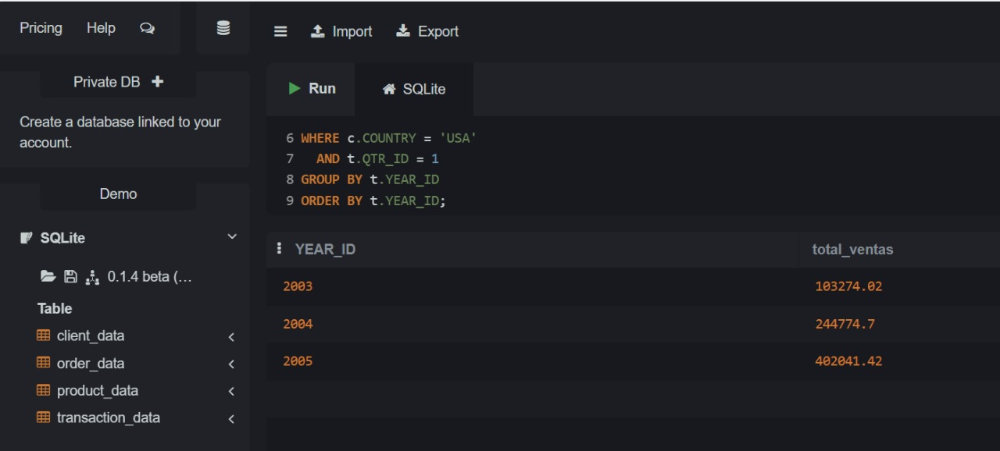 Pricing Help
Import Export
Private DB
Run SQLite
Create a database linked to your
account.
6 WHERE c.COUNTRY = 'USA'
7 AND t.QTR_ID = 1
8 GROUP BY t.YEAR_ID
9 ORDER BY t.YEAR_ID;
Demo
SQLite
0.1.4 beta (...
Table
client_data
order_data
product_data
transaction_data
YEAR_ID total_ventas
2003 103274.02
2004 244774.7
2005 402041.42